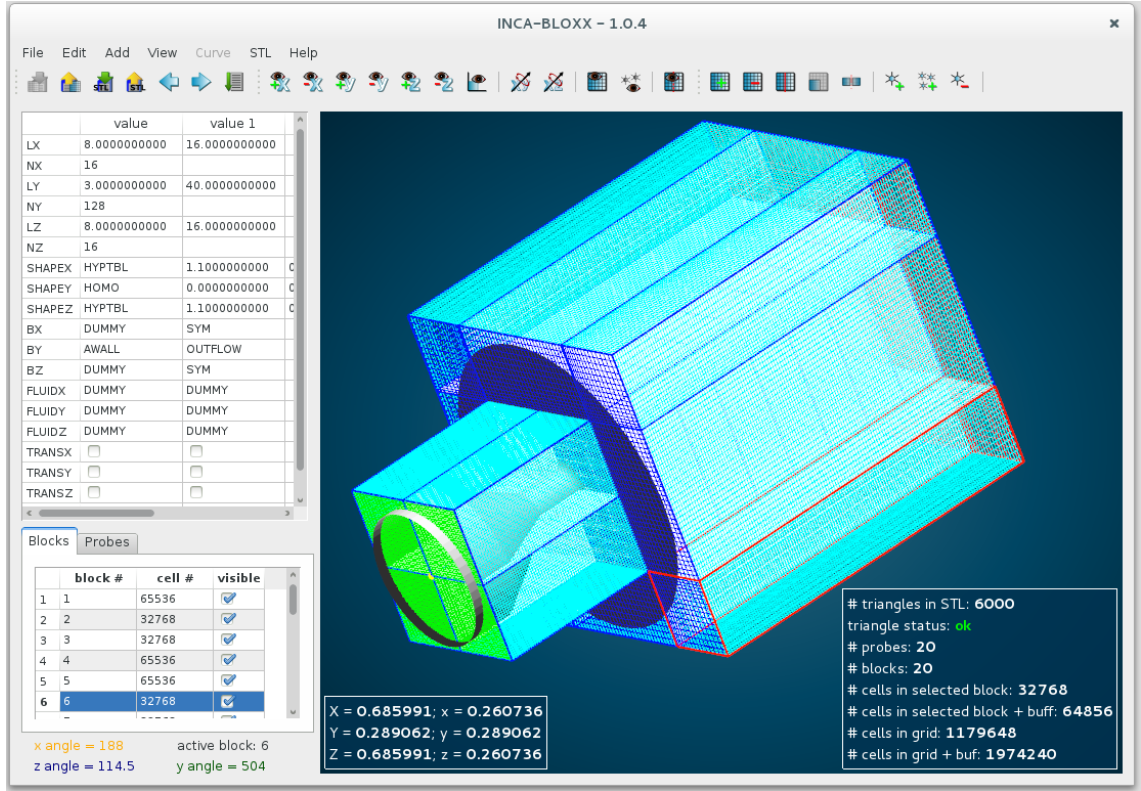 INCA-BLOXX - 1.0.4
File Edit Add View Curve STL Help
value value 1
LX 8.0000000000 16.0000000000
NX 16
LY 3.0000000000 40.0000000000
NY 128
LZ 8.0000000000 16.0000000000
NZ 16
SHAPEX HYPTBL 1.1000000000
SHAPEY HOMO 0.0000000000
SHAPEZ HYPTBL 1.1000000000
BX DUMMY SYM
BY AWALL OUTFLOW
BZ DUMMY SYM
FLUIDX DUMMY DUMMY
FLUIDY DUMMY DUMMY
FLUIDZ DUMMY DUMMY
TRANSX
TRANSY
TRANSZ
Blocks Probes
block # cell # visible
1 1 65536
2 2 32768
3 3 32768
4 4 65536
5 5 65536
6 6 32768
x angle = 188 active block: 6
z angle = 114.5 y angle = 504
X = 0.685991; x = 0.260736
Y = 0.289062; y = 0.289062
Z = 0.685991; z = 0.260736
# triangles in STL: 6000
triangle status: ok
# probes: 20
# blocks: 20
# cells in selected block: 32768
# cells in selected block + buff: 64856
# cells in grid: 1179648
# cells in grid + buf: 1974240